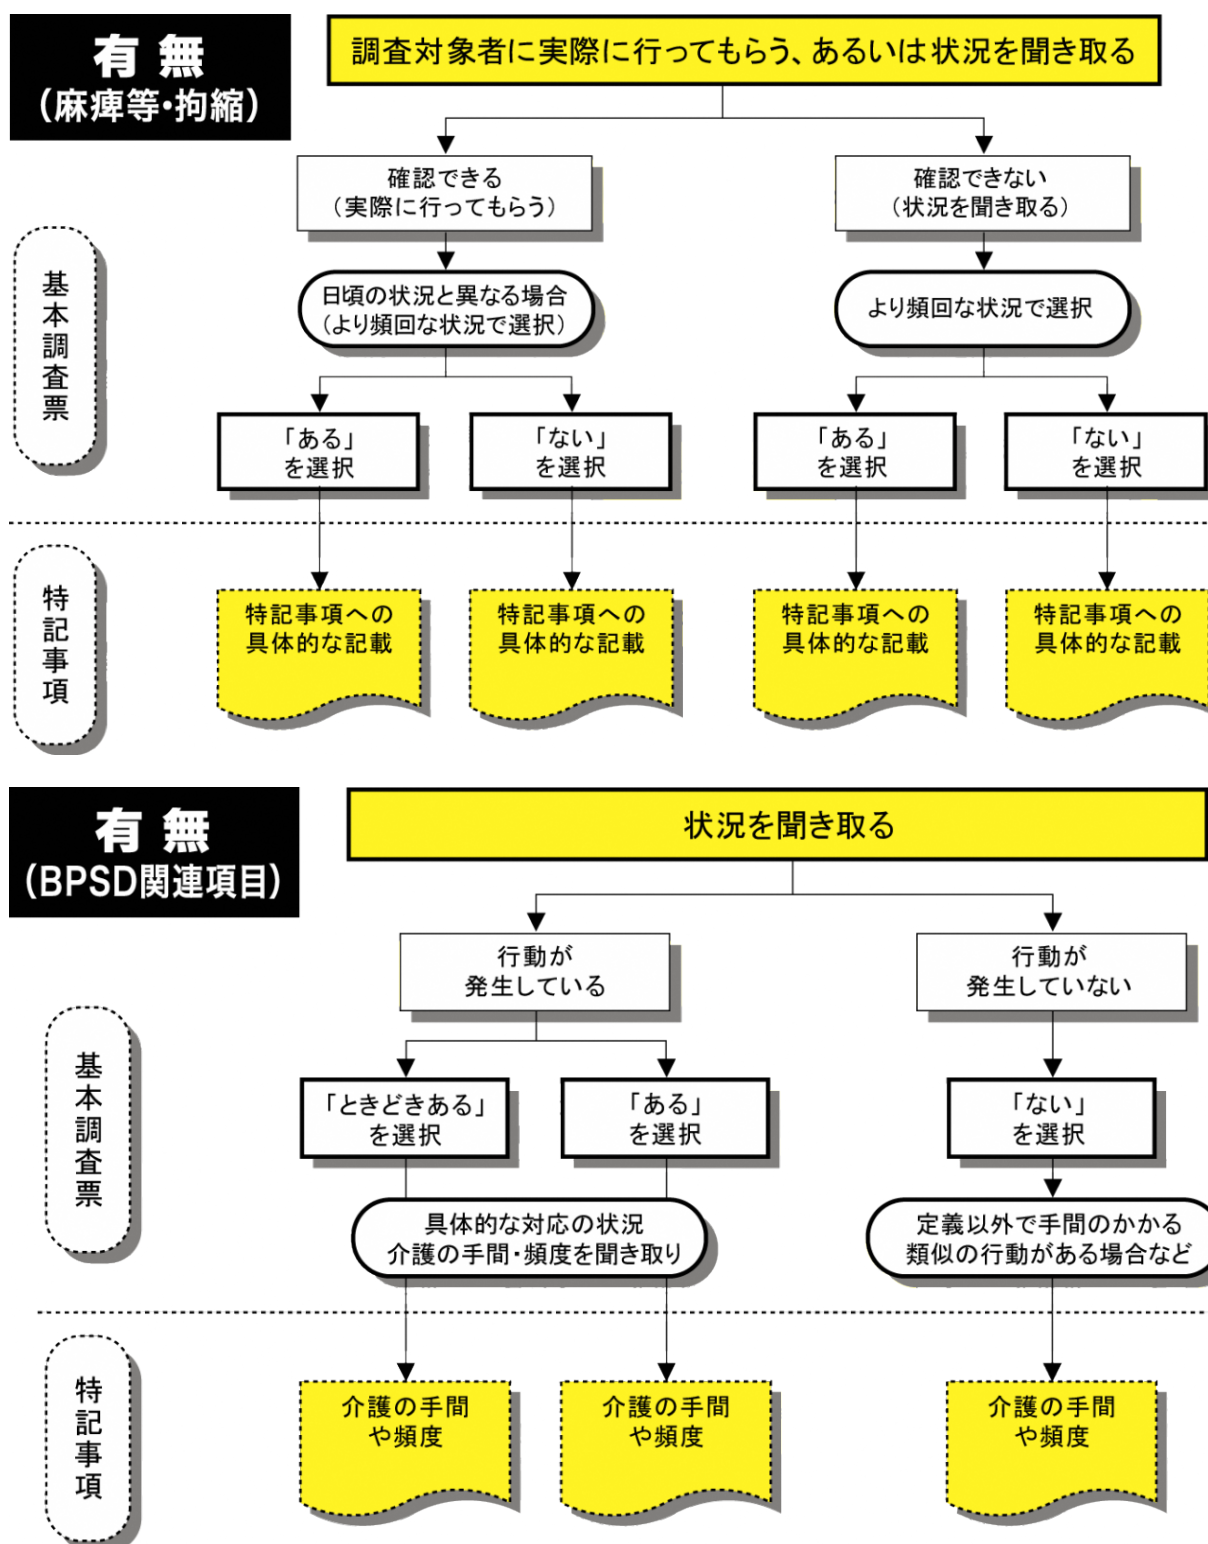 有無
(麻痺等・拘縮)
調査対象者に実際に行ってもらう、あるいは状況を聞き取る
確認できる
(実際に行ってもらう)
確認できない
(状況を聞き取る)
基本調査票
日頃の状況と異なる場合
(より頻回な状況で選択)
より頻回な状況で選択
「ある」
を選択
「ない」
を選択
「ある」
を選択
「ない」
を選択
特記事項
特記事項への
具体的な記載
特記事項への
具体的な記載
特記事項への
具体的な記載
特記事項への
具体的な記載
有無
(BPSD関連項目)
状況を聞き取る
行動が
発生している
行動が
発生していない
基本調査票
「ときどきある」
を選択
「ある」
を選択
「ない」
を選択
具体的な対応の状況
介護の手間・頻度を聞き取り
定義以外で手間のかかる
類似の行動がある場合など
特記事項
介護の手間
や頻度
介護の手間
や頻度
介護の手間
や頻度